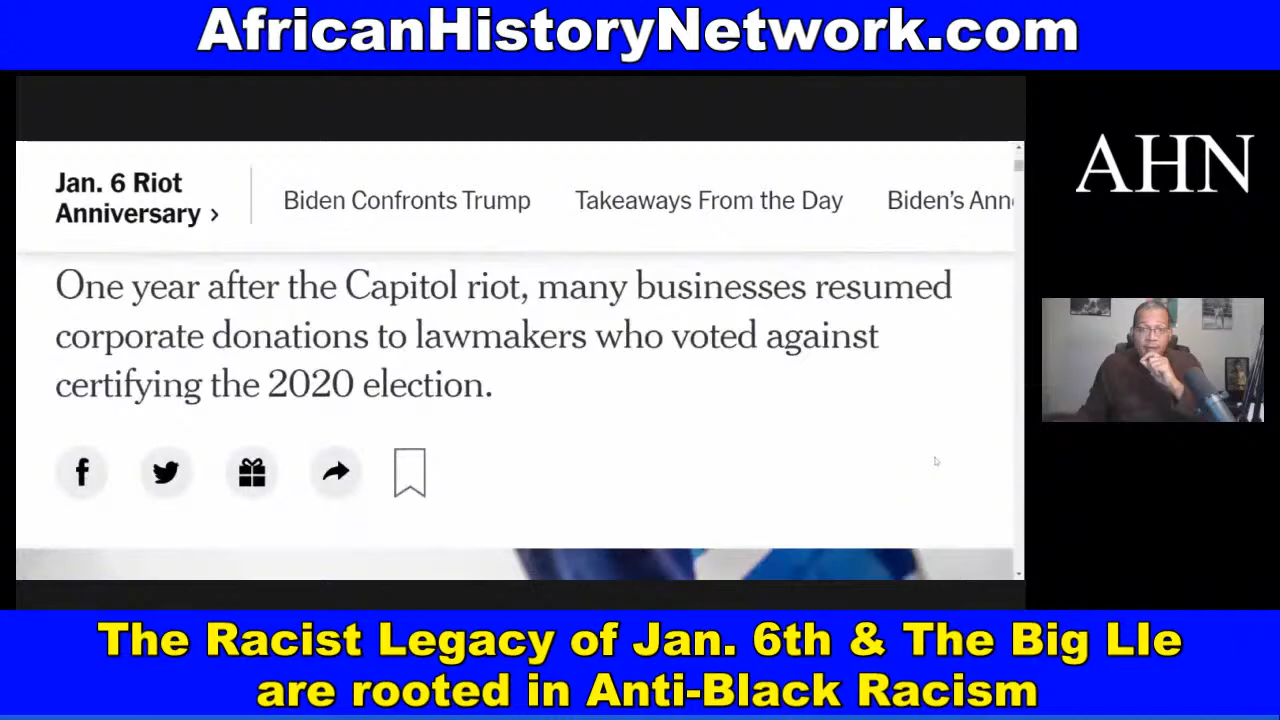 AfricanHistoryNetwork.com
AHN
Jan. 6 Riot
Anniversary ›
Biden Confronts Trump
Takeaways From the Day
Biden's Ann
One year after the Capitol riot, many businesses resumed
corporate donations to lawmakers who voted against
certifying the 2020 election.
The Racist Legacy of Jan. 6th & The Big LIe
are rooted in Anti-Black Racism